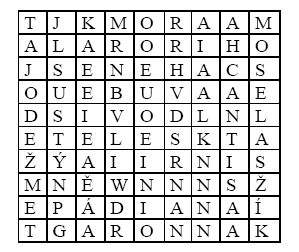 T J K M O R A A M
A L A R O R I H O
J S E N E H A C S
O U E B U V A A E
D S I V O D L N L
E T E L E S K T A
Ž Ý A I I R N I S
M N Ě W N N N S Ž
E P Á D I A N A Í
T G A R O N N A K